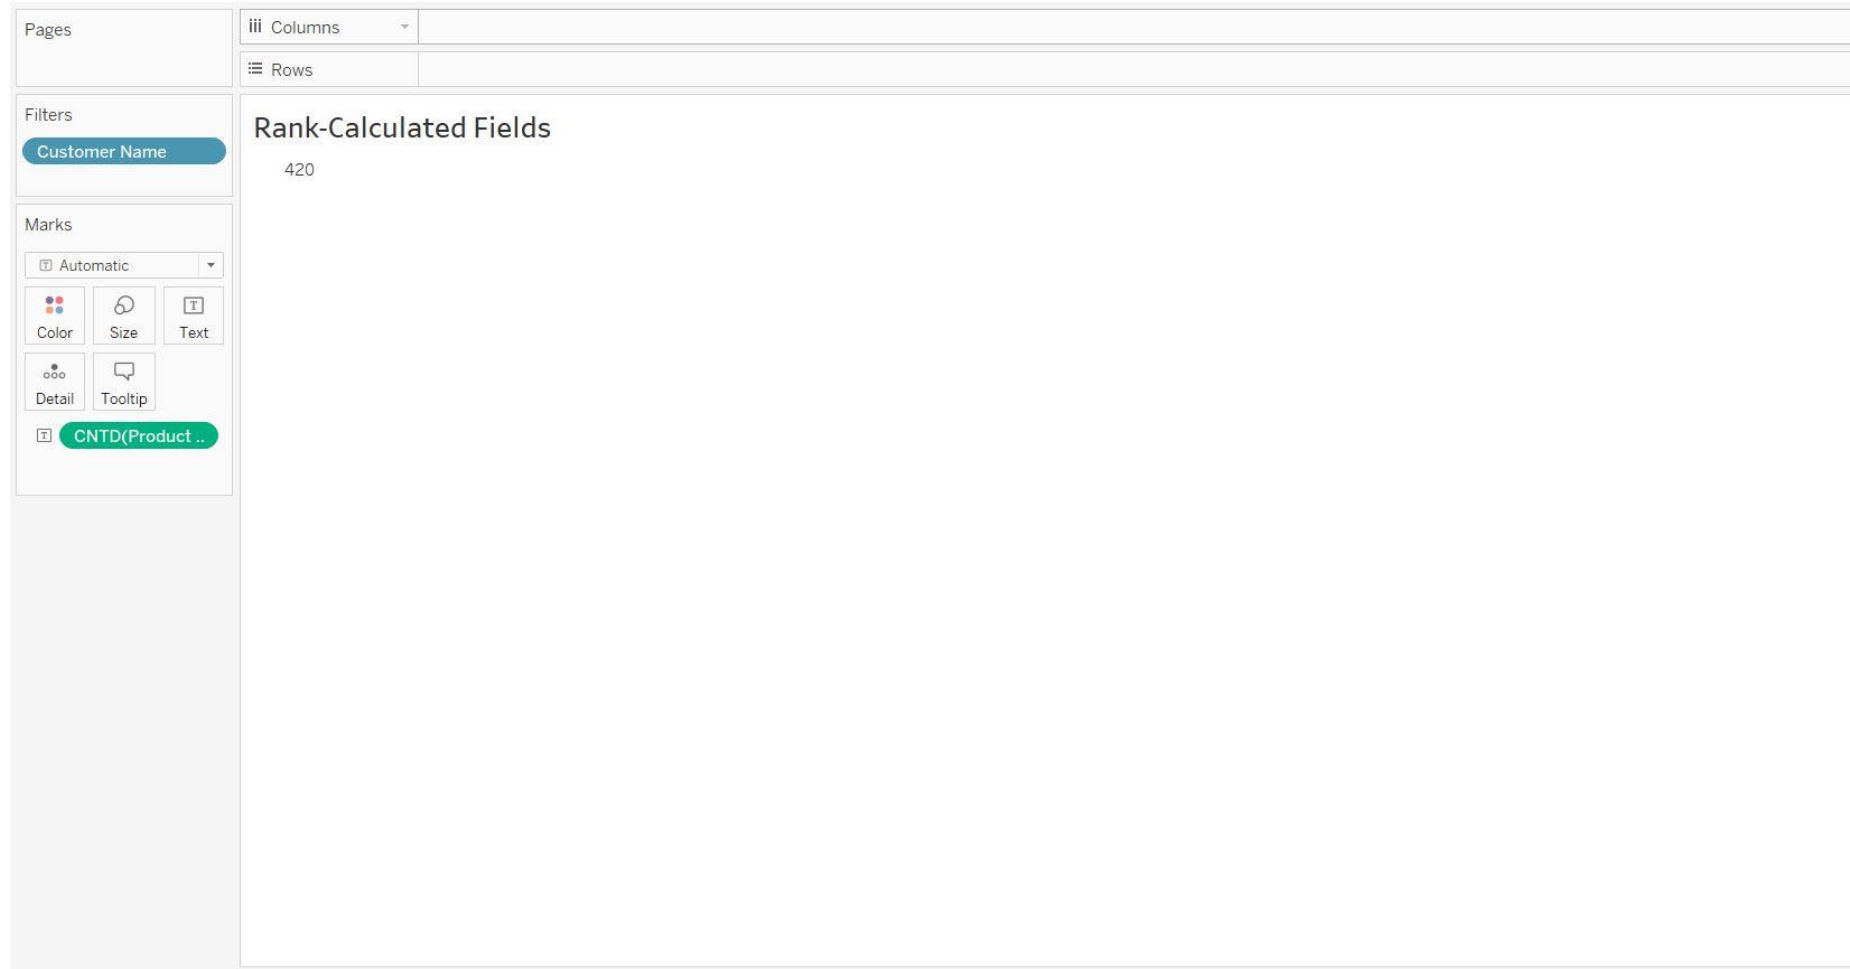 Pages
Columns
Rows
Filters
Customer Name
Rank-Calculated Fields
420
Marks
Automatic
Color
Size
Text
Detail
Tooltip
CNTD(Product ..